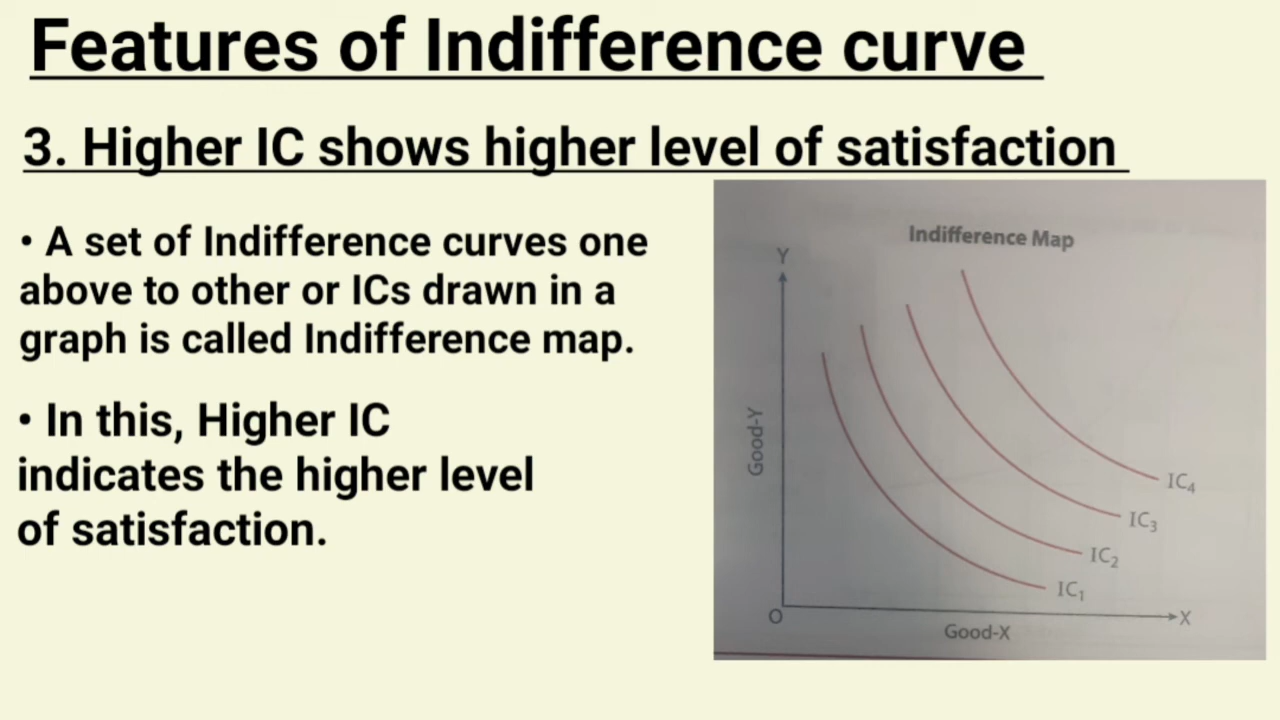 Features of Indifference curve
3. Higher IC shows higher level of satisfaction
• A set of Indifference curves one
above to other or ICs drawn in a
graph is called Indifference map.
• In this, Higher IC
indicates the higher level
of satisfaction.
Indifference Map
Y
Good-Y
IC4
IC3
IC2
IC1
O
X
Good-X